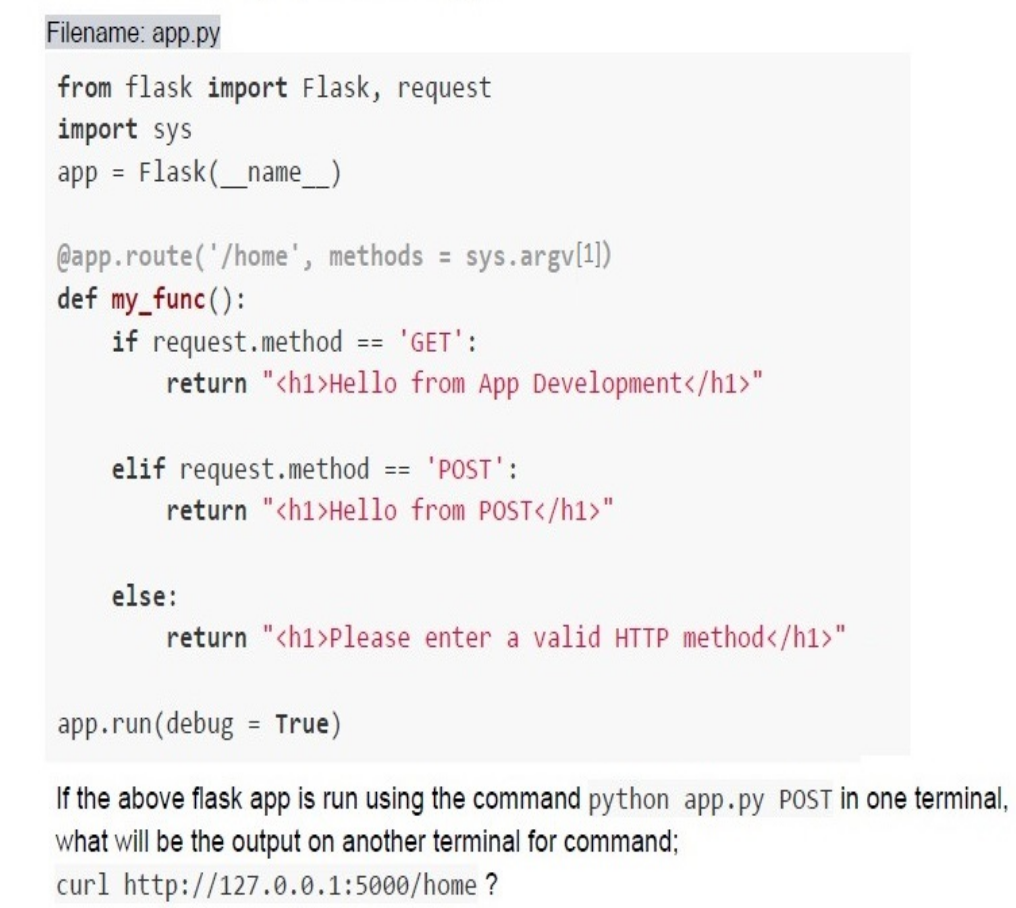 Filename: app.py
from flask import Flask, request
import sys
app = Flask(__name__)
@app.route('/home', methods = sys.argv[1])
def my_func():
    if request.method == 'GET':
        return "<h1>Hello from App Development</h1>"
    elif request.method == 'POST':
        return "<h1>Hello from POST</h1>"
    else:
        return "<h1>Please enter a valid HTTP method</h1>"
app.run(debug = True)
If the above flask app is run using the command python app.py POST in one terminal,
what will be the output on another terminal for command;
curl http://127.0.0.1:5000/home ?